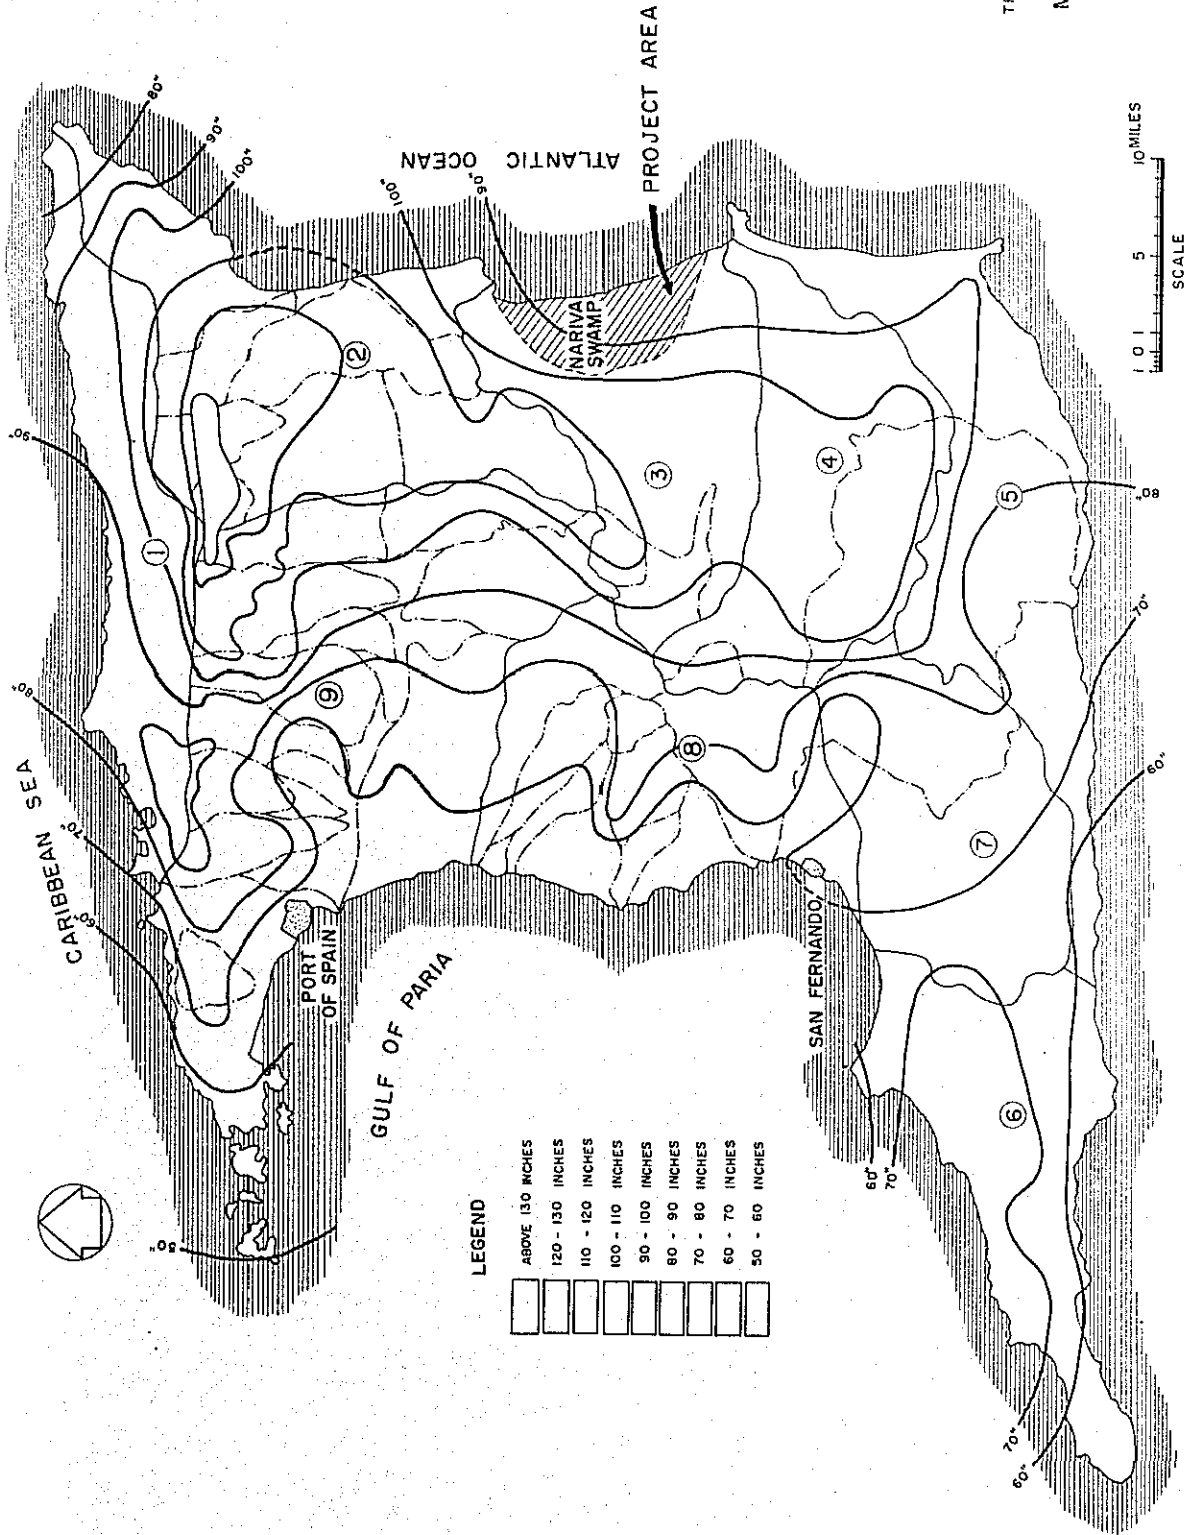 80"
90"
100"
90"
80"
70"
60"
50"
CARIBBEAN SEA
PORT
OF SPAIN
GULF OF PARIA
SAN FERNANDO
ATLANTIC OCEAN
100"
90"
NARIVA
SWAMP
PROJECT AREA
1
2
3
4
5
6
7
8
9
80"
70"
60"
60"
70"
70"
60"
LEGEND
ABOVE 130 INCHES
120 - 130 INCHES
110 - 120 INCHES
100 - 110 INCHES
90 - 100 INCHES
80 - 90 INCHES
70 - 80 INCHES
60 - 70 INCHES
50 - 60 INCHES
1 0 1 5 10 MILES
SCALE